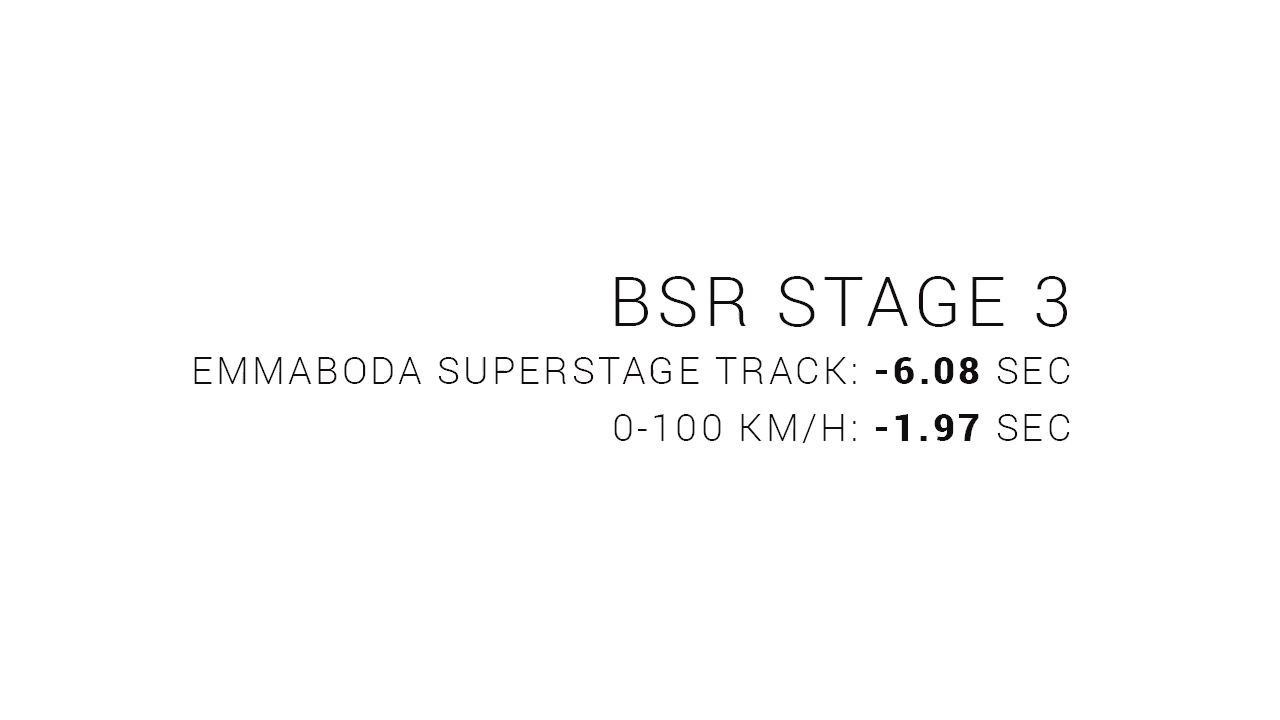 BSR STAGE 3
EMMABODA SUPERSTAGE TRACK: -6.08 SEC
0-100 KM/H: -1.97 SEC